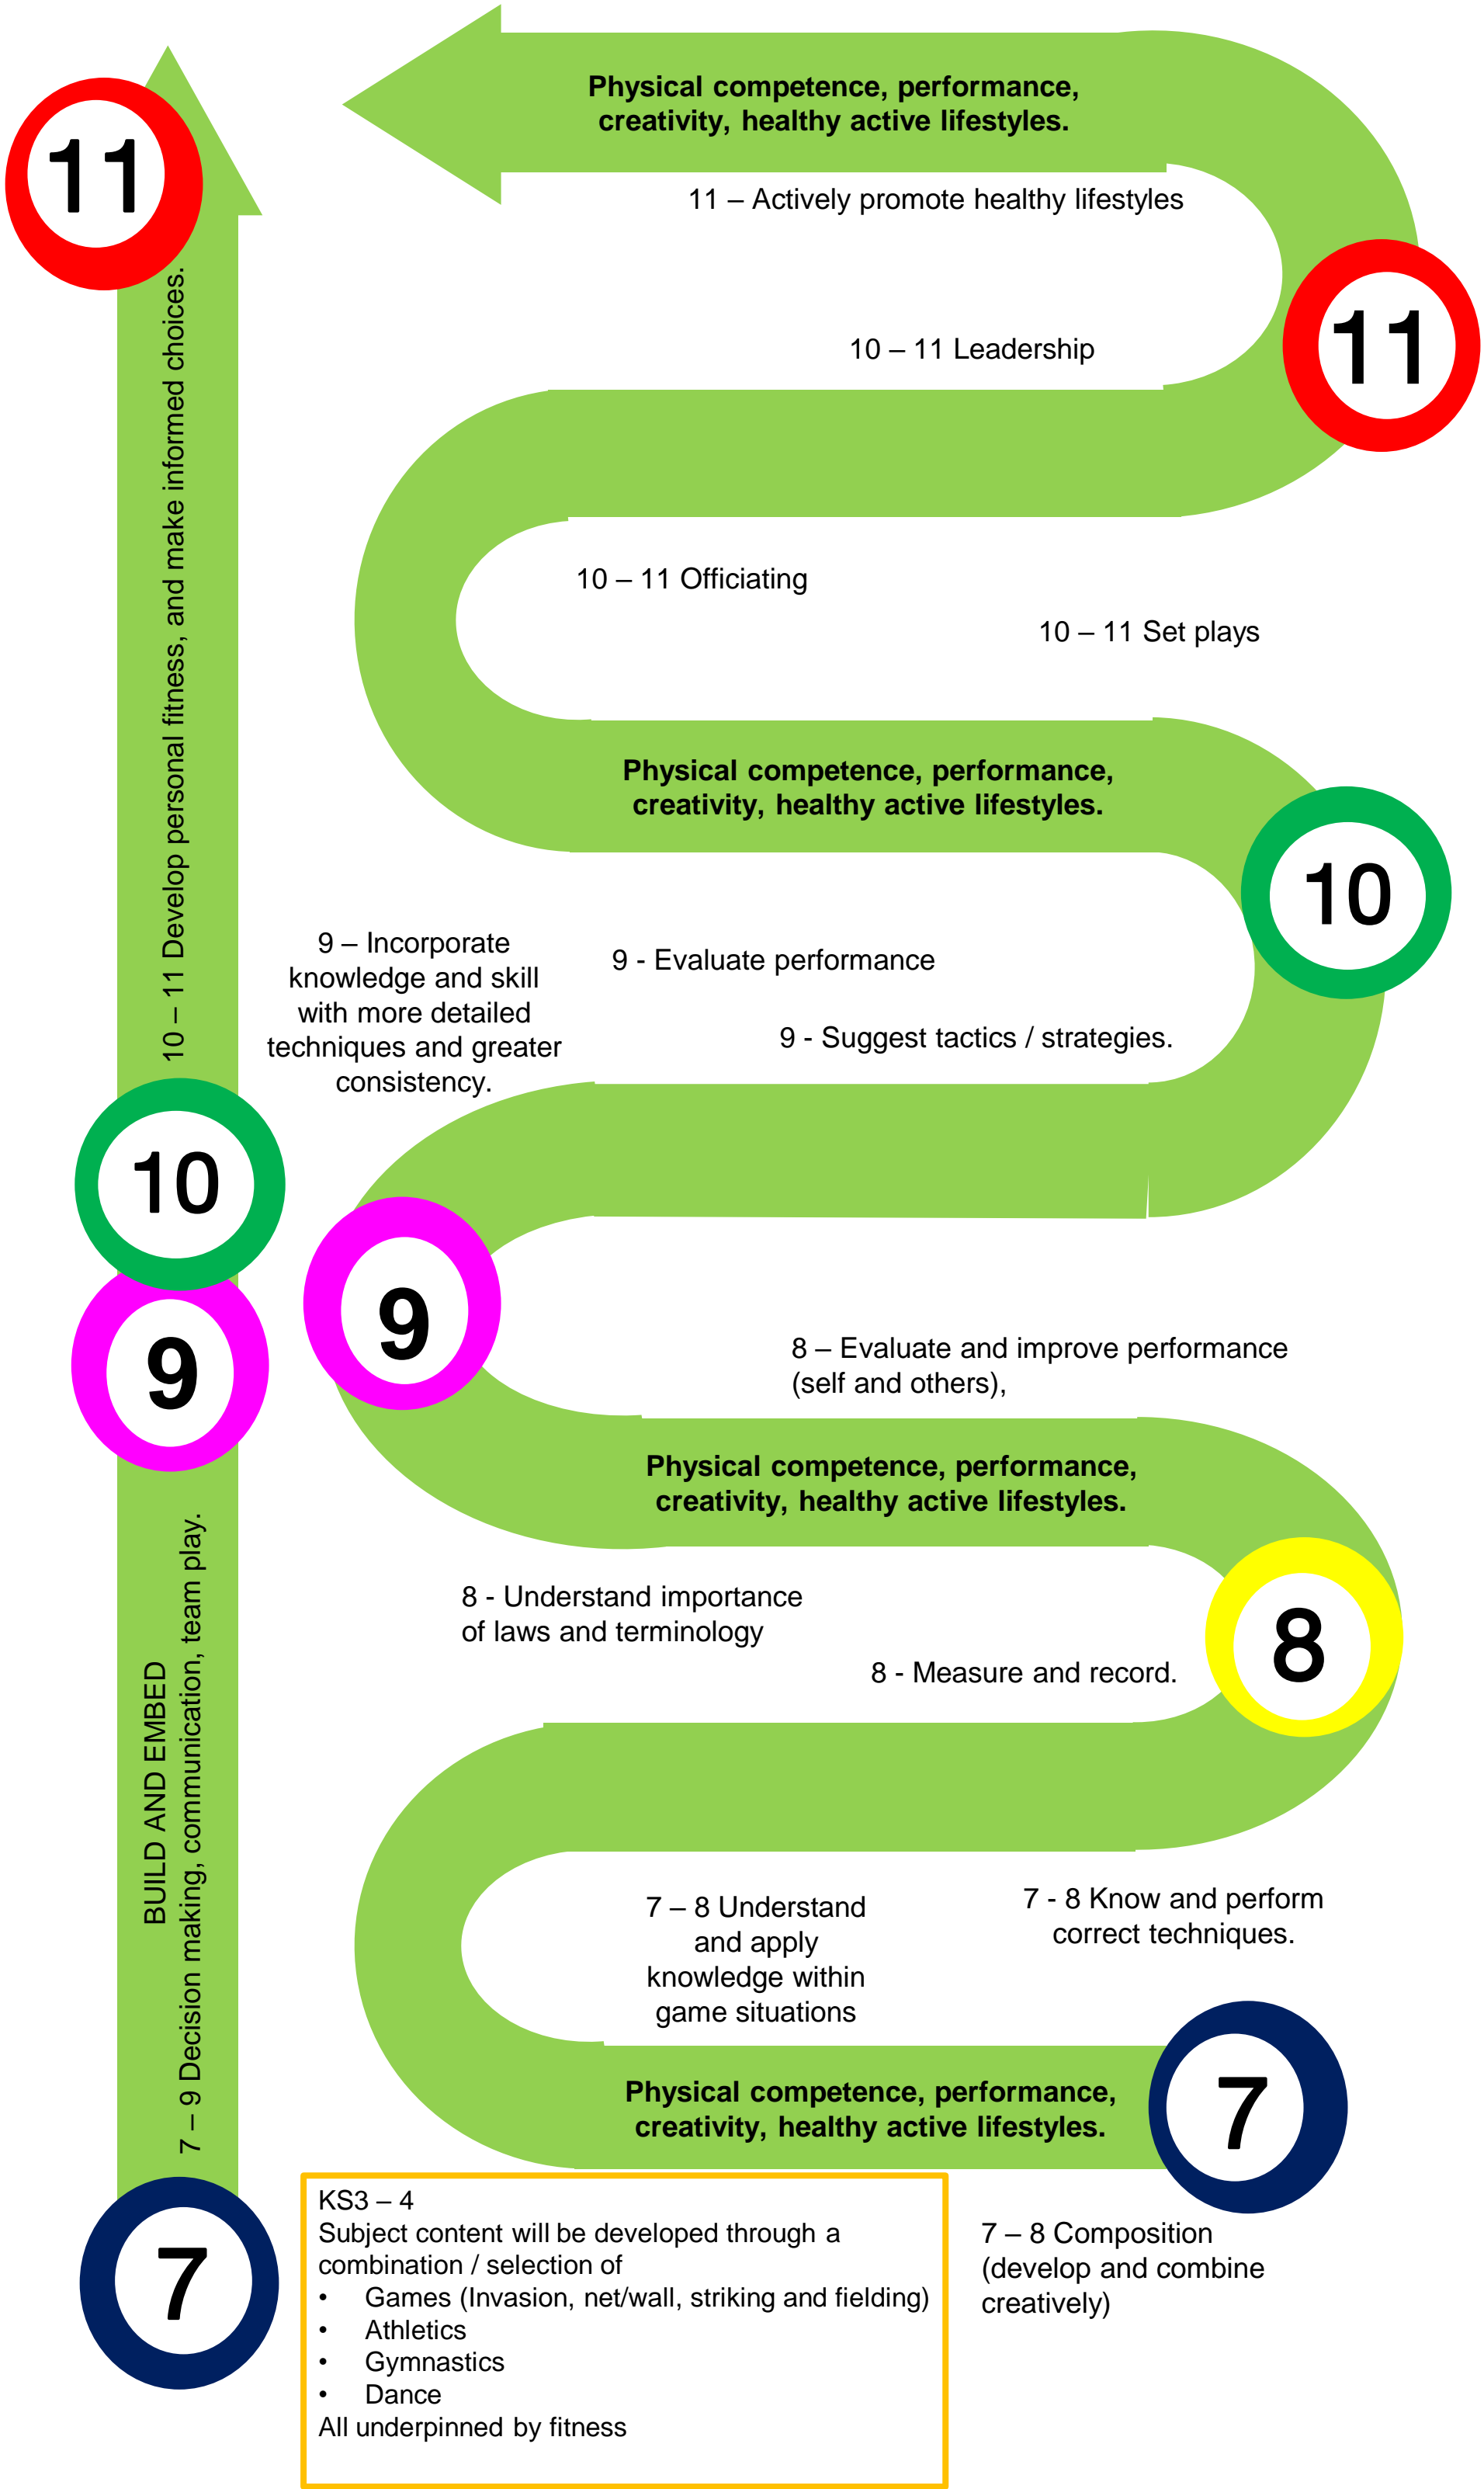 Physical competence, performance,
creativity, healthy active lifestyles.
11
11 – Actively promote healthy lifestyles
11
10 – 11 Leadership
10 – 11 Develop personal fitness, and make informed choices.
10 – 11 Officiating
10 – 11 Set plays
Physical competence, performance,
creativity, healthy active lifestyles.
10
9 – Incorporate
knowledge and skill
with more detailed
techniques and greater
consistency.
9 - Evaluate performance
9 - Suggest tactics / strategies.
10
9
9
8 – Evaluate and improve performance
(self and others),
Physical competence, performance,
creativity, healthy active lifestyles.
BUILD AND EMBED
7 – 9 Decision making, communication, team play.
8 - Understand importance
of laws and terminology
8
8 - Measure and record.
7 – 8 Understand
and apply
knowledge within
game situations
7 - 8 Know and perform
correct techniques.
Physical competence, performance,
creativity, healthy active lifestyles.
7
7
KS3 – 4
Subject content will be developed through a
combination / selection of
• Games (Invasion, net/wall, striking and fielding)
• Athletics
• Gymnastics
• Dance
All underpinned by fitness
7 – 8 Composition
(develop and combine
creatively)